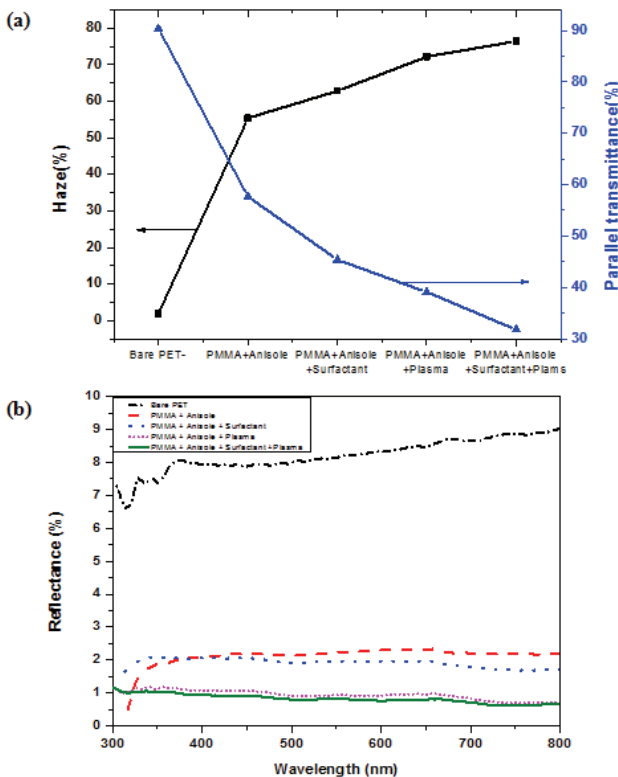 (a)
80
70
60
50
40
30
20
10
0
Haze(%)
90
80
70
60
50
40
30
Parallel transmittance(%)
Bare PET-
PMMA+Anisole
PMMA+Anisole
+Surfactant
PMMA+Anisole
+Plasma
PMMA+Anisole
+Surfactant+Plams
(b)
10
9
8
7
6
5
4
3
2
1
0
Reflectance (%)
Bare PET
PMMA + Anisole
PMMA + Anisole + Surfactant
PMMA + Anisole + Plasma
PMMA + Anisole + Surfactant +Plasma
300
400
500
600
700
800
Wavelength (nm)